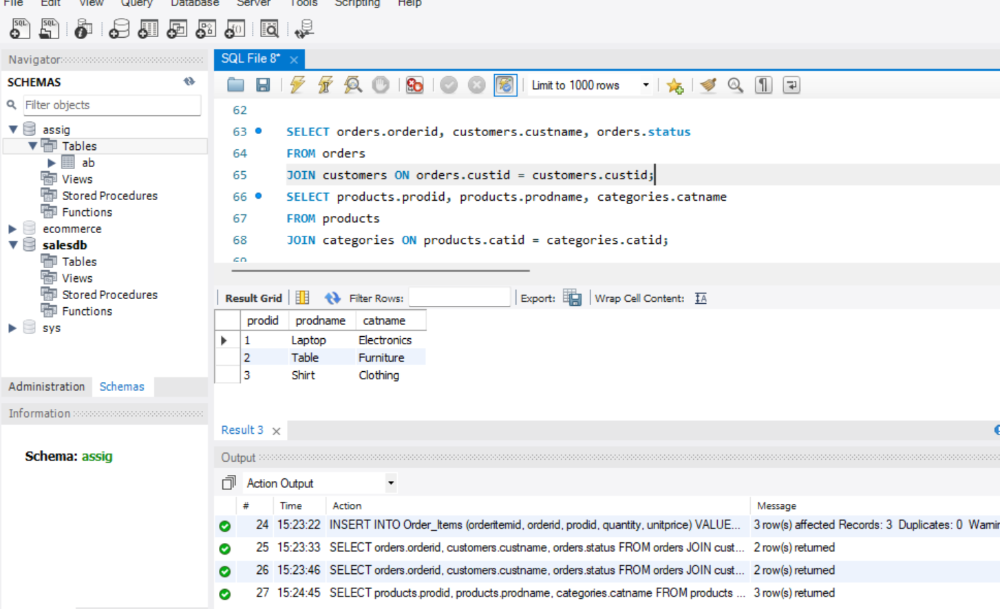 File Edit View Query Database Server Tools Scripting Help
SQL SQL
Navigator
SCHEMAS
Filter objects
assig
Tables
ab
Views
Stored Procedures
Functions
ecommerce
salesdb
Tables
Views
Stored Procedures
Functions
sys
Administration Schemas
Information
Schema: assig
SQL File 8*
Limit to 1000 rows
62
63 SELECT orders.orderid, customers.custname, orders.status
64 FROM orders
65 JOIN customers ON orders.custid = customers.custid;
66 SELECT products.prodid, products.prodname, categories.catname
67 FROM products
68 JOIN categories ON products.catid = categories.catid;
69
Result Grid Filter Rows: Export: Wrap Cell Content:
prodid prodname catname
1 Laptop Electronics
2 Table Furniture
3 Shirt Clothing
Result 3
Output
Action Output
# Time Action Message
24 15:23:22 INSERT INTO Order_Items (orderitemid, orderid, prodid, quantity, unitprice) VALUE... 3 row(s) affected Records: 3 Duplicates: 0 Warnin
25 15:23:33 SELECT orders.orderid, customers.custname, orders.status FROM orders JOIN cust... 2 row(s) returned
26 15:23:46 SELECT orders.orderid, customers.custname, orders.status FROM orders JOIN cust... 2 row(s) returned
27 15:24:45 SELECT products.prodid, products.prodname, categories.catname FROM products ... 3 row(s) returned